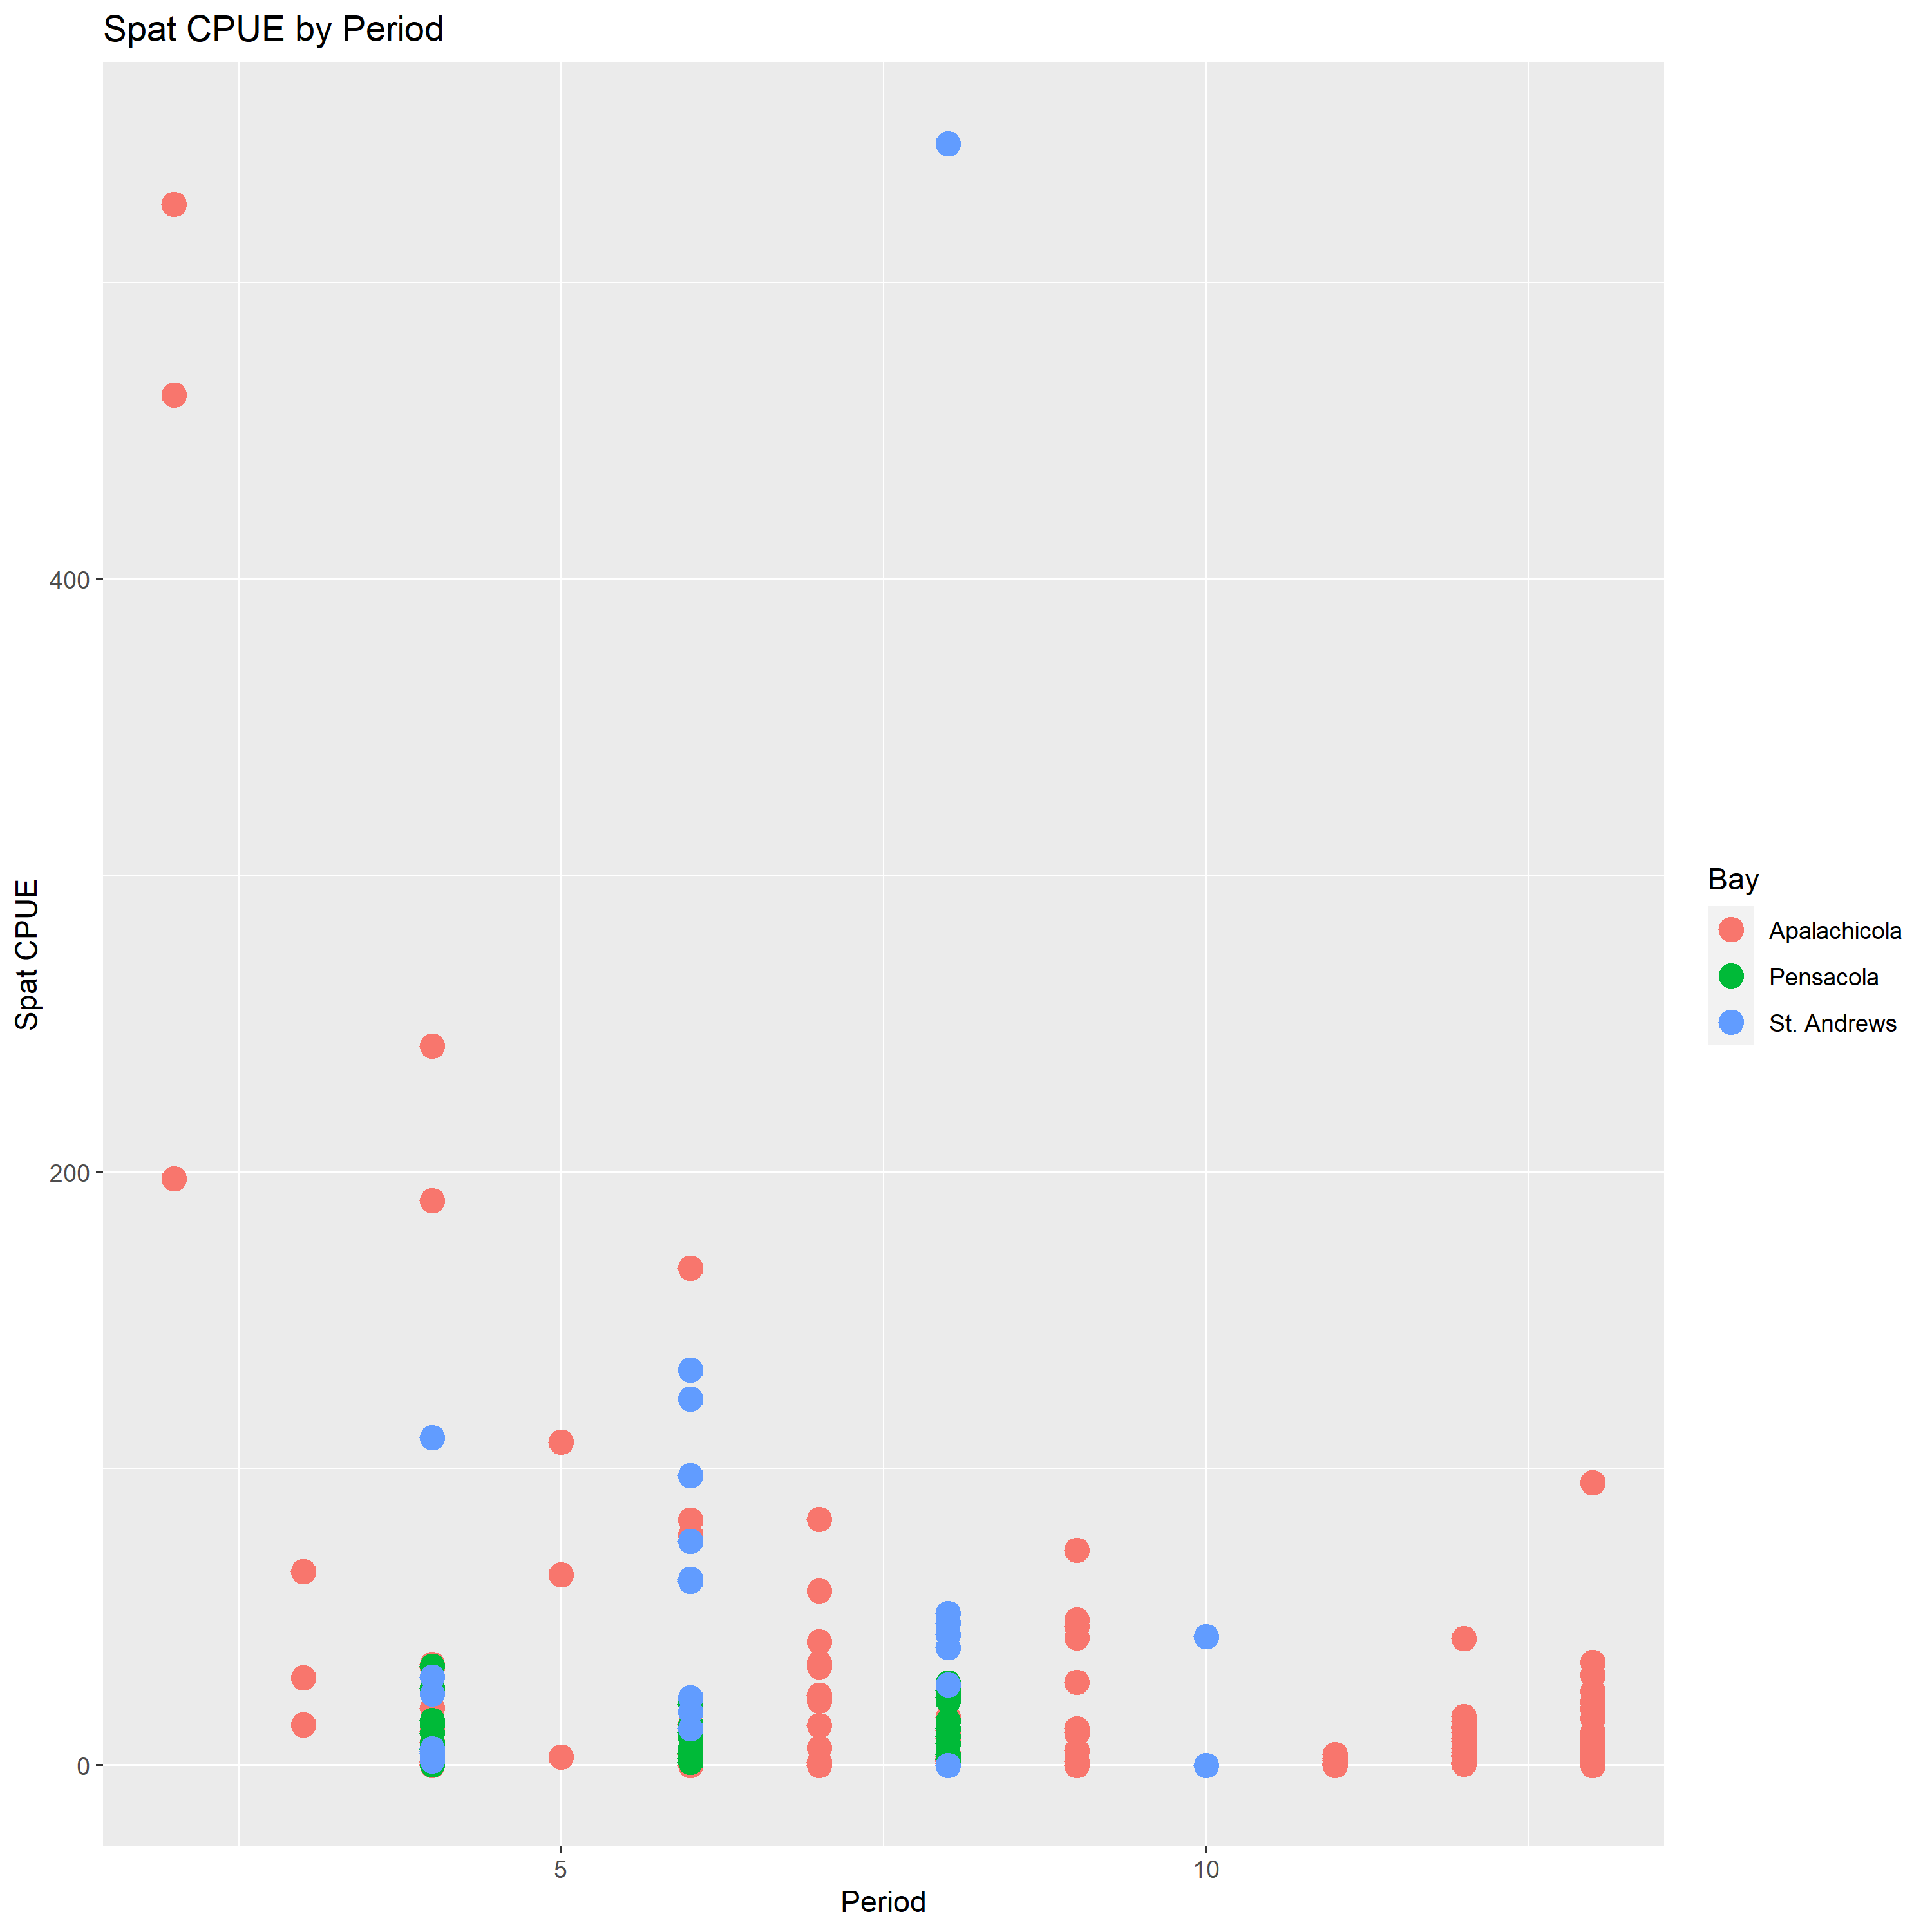 Spat CPUE by Period
Spat CPUE
400
200
0
5
10
Period
Bay
Apalachicola
Pensacola
St. Andrews